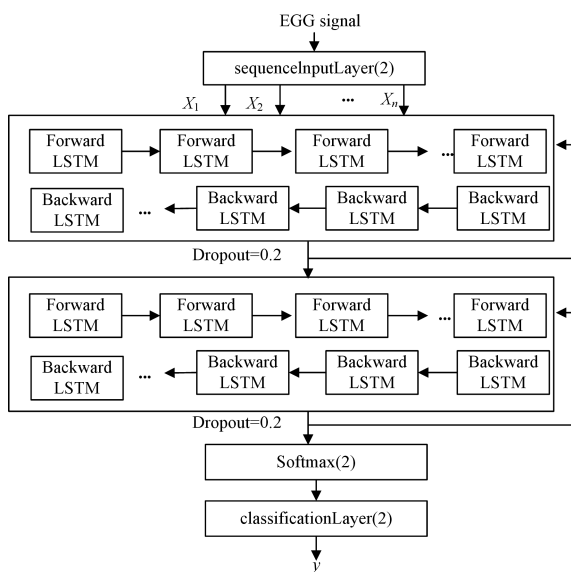 EGG signal
sequenceInputLayer(2)
X1 X2 ... Xn
Forward LSTM Forward LSTM Forward LSTM ... Forward LSTM
Backward LSTM ... Backward LSTM Backward LSTM Backward LSTM
Dropout=0.2
Forward LSTM Forward LSTM Forward LSTM ... Forward LSTM
Backward LSTM ... Backward LSTM Backward LSTM Backward LSTM
Dropout=0.2
Softmax(2)
classificationLayer(2)
y